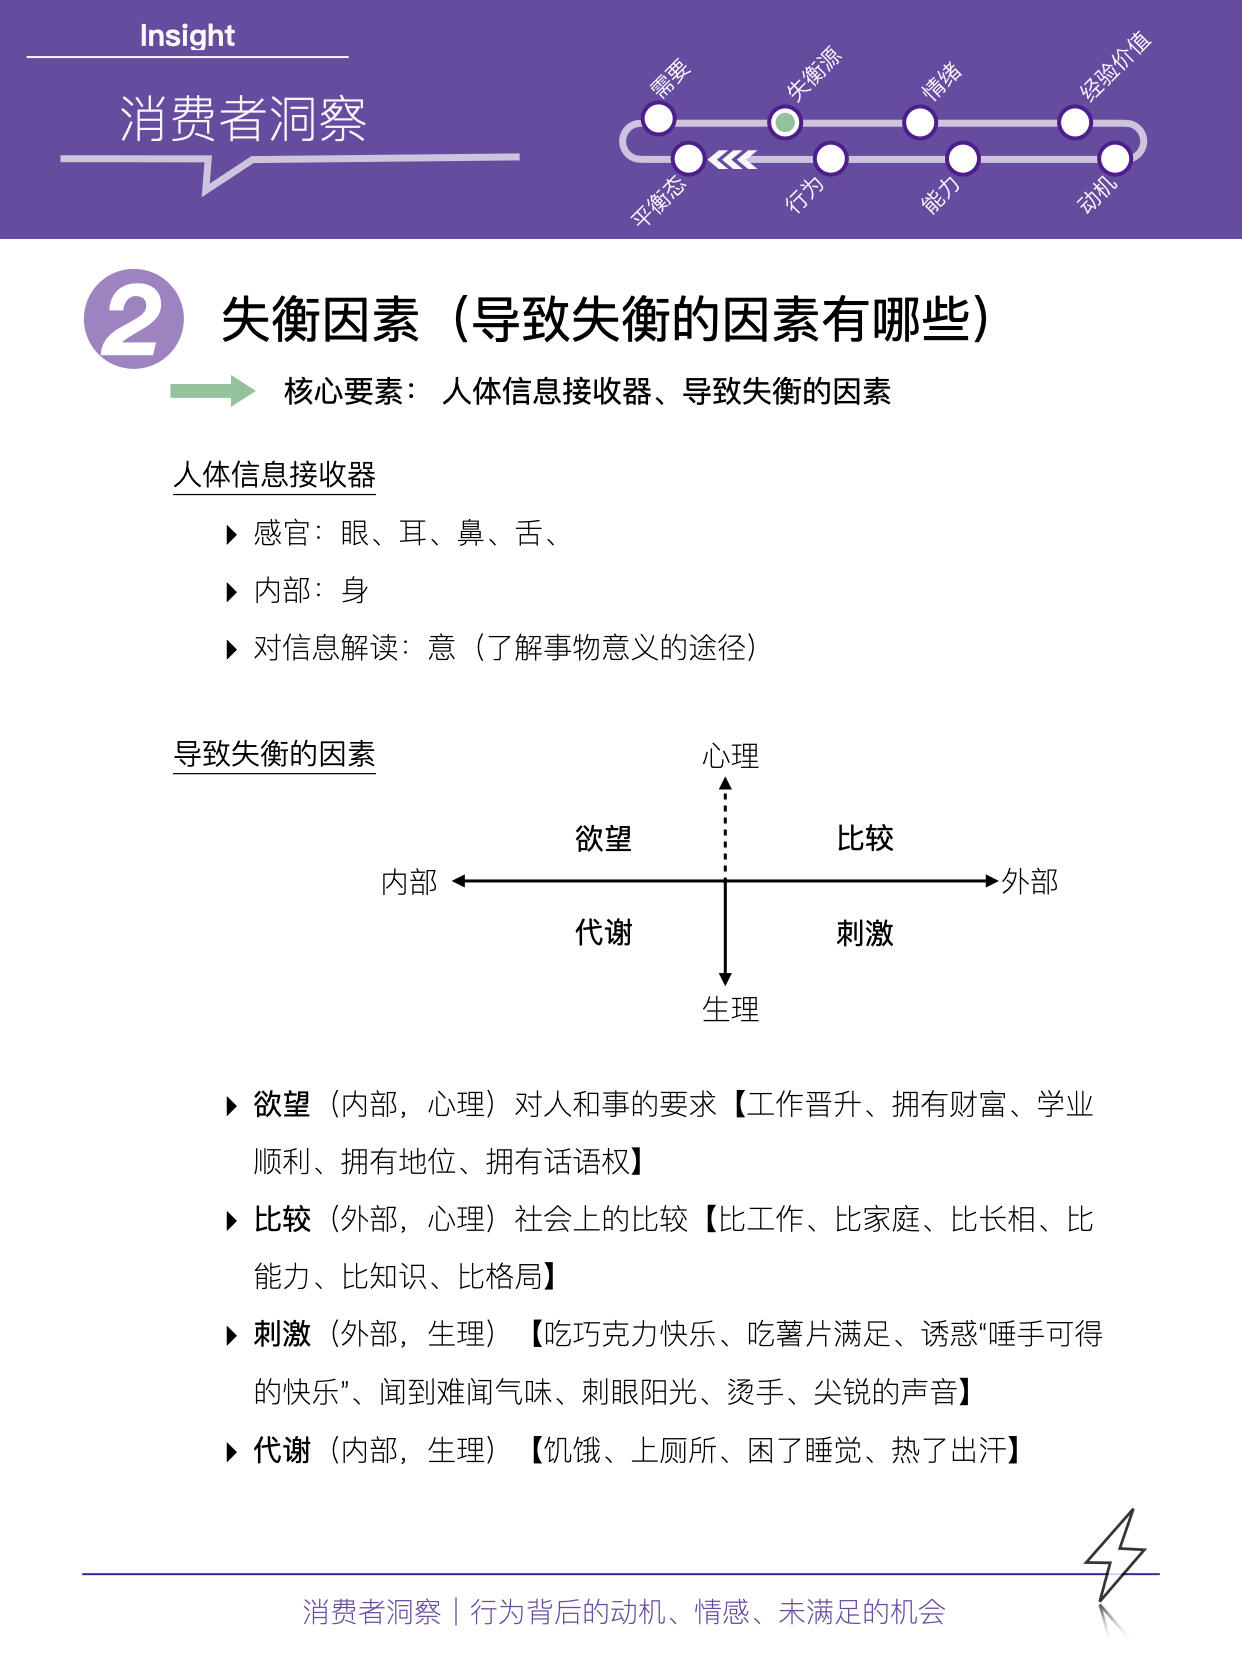 Insight
消费者洞察
需要
失衡源
情绪
经验价值
平衡态
行为
能力
动机
2
失衡因素（导致失衡的因素有哪些）
核心要素： 人体信息接收器、导致失衡的因素
人体信息接收器
感官：眼、耳、鼻、舌、
内部：身
对信息解读：意（了解事物意义的途径）
导致失衡的因素
心理
欲望
比较
内部
外部
代谢
刺激
生理
欲望（内部，心理）对人和事的要求【工作晋升、拥有财富、学业
顺利、拥有地位、拥有话语权】
比较（外部，心理）社会上的比较【比工作、比家庭、比长相、比
能力、比知识、比格局】
刺激（外部，生理）【吃巧克力快乐、吃薯片满足、诱惑“唾手可得
的快乐”、闻到难闻气味、刺眼阳光、烫手、尖锐的声音】
代谢（内部，生理）【饥饿、上厕所、困了睡觉、热了出汗】
消费者洞察｜行为背后的动机、情感、未满足的机会